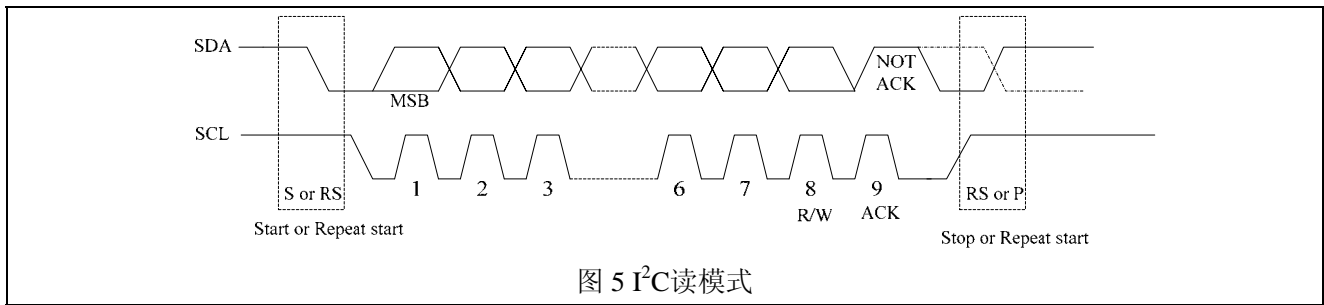 SDA
NOT
ACK
MSB
SCL
S or RS
1 2 3 6 7 8 9
RS or P
R/W
ACK
Start or Repeat start
Stop or Repeat start
图 5 I²C读模式